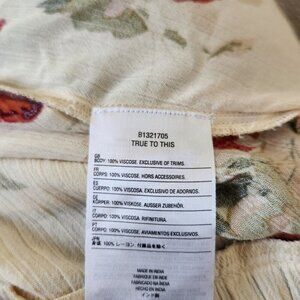 B1321705
TRUE TO THIS
GB
BODY: 100% VISCOSE. EXCLUSIVE OF TRIMS.
FR
CORPS: 100% VISCOSE, HORS ACCESSOIRES.
ES
CUERPO: 100% VISCOSA, EXCLUSIVO DE ADORNOS.
DE
KÖRPER: 100% VISKOSE, AUSSER ZUBEHÖR.
IT
CORPO: 100% VISCOSA, RIFINITURA.
PT
CORPO: 100% VISCOSE, AVIAMENTOS EXCLUSIVOS.
JPN
身 100% レーヨン, 付属品を除く
MADE IN INDIA
FABRIQUE EN INDE
FABRICADO EN INDIA
HECHO EN INDIA
インド製